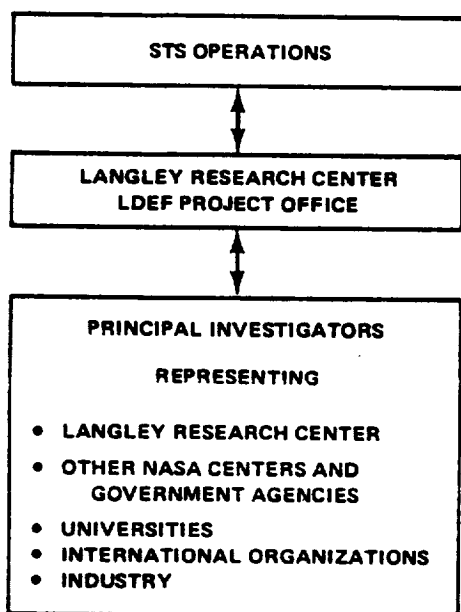 STS OPERATIONS
LANGLEY RESEARCH CENTER
LDEF PROJECT OFFICE
PRINCIPAL INVESTIGATORS
REPRESENTING
• LANGLEY RESEARCH CENTER
• OTHER NASA CENTERS AND
GOVERNMENT AGENCIES
• UNIVERSITIES
• INTERNATIONAL ORGANIZATIONS
• INDUSTRY